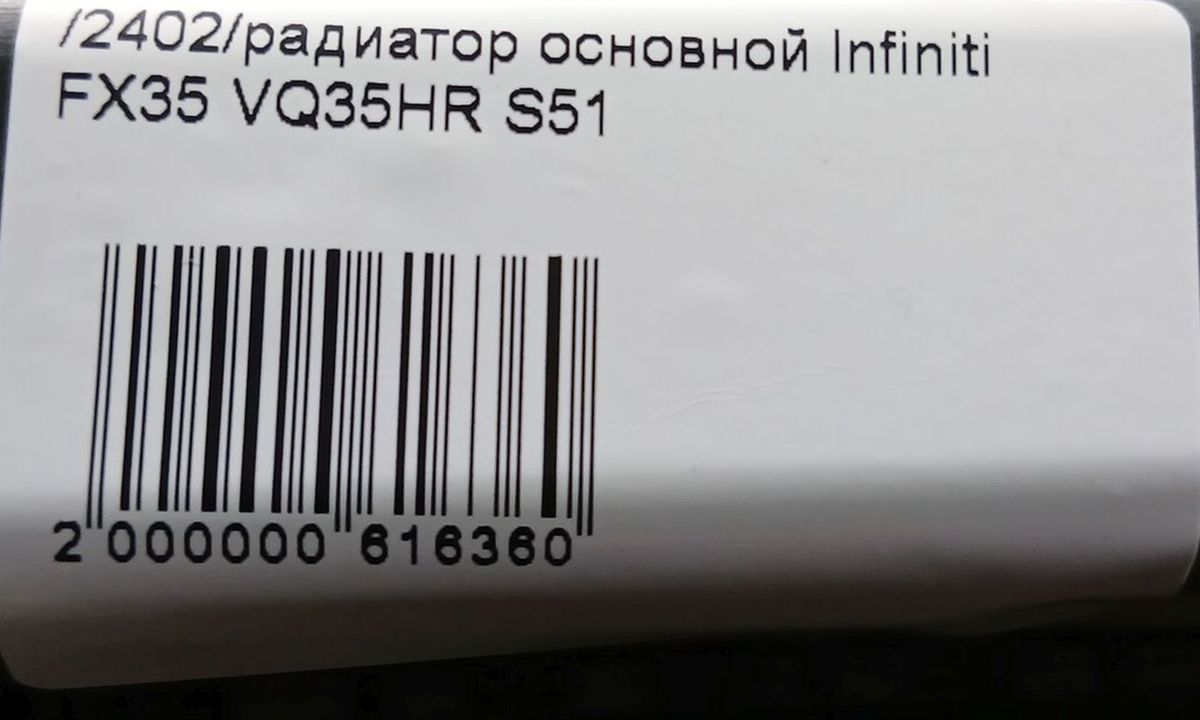 /2402/радиатор основной Infiniti
FX35 VQ35HR S51
2 000000 616360